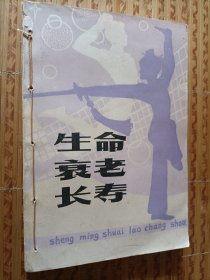 生命
衰老
长寿
sheng ming shuai lao chang shou